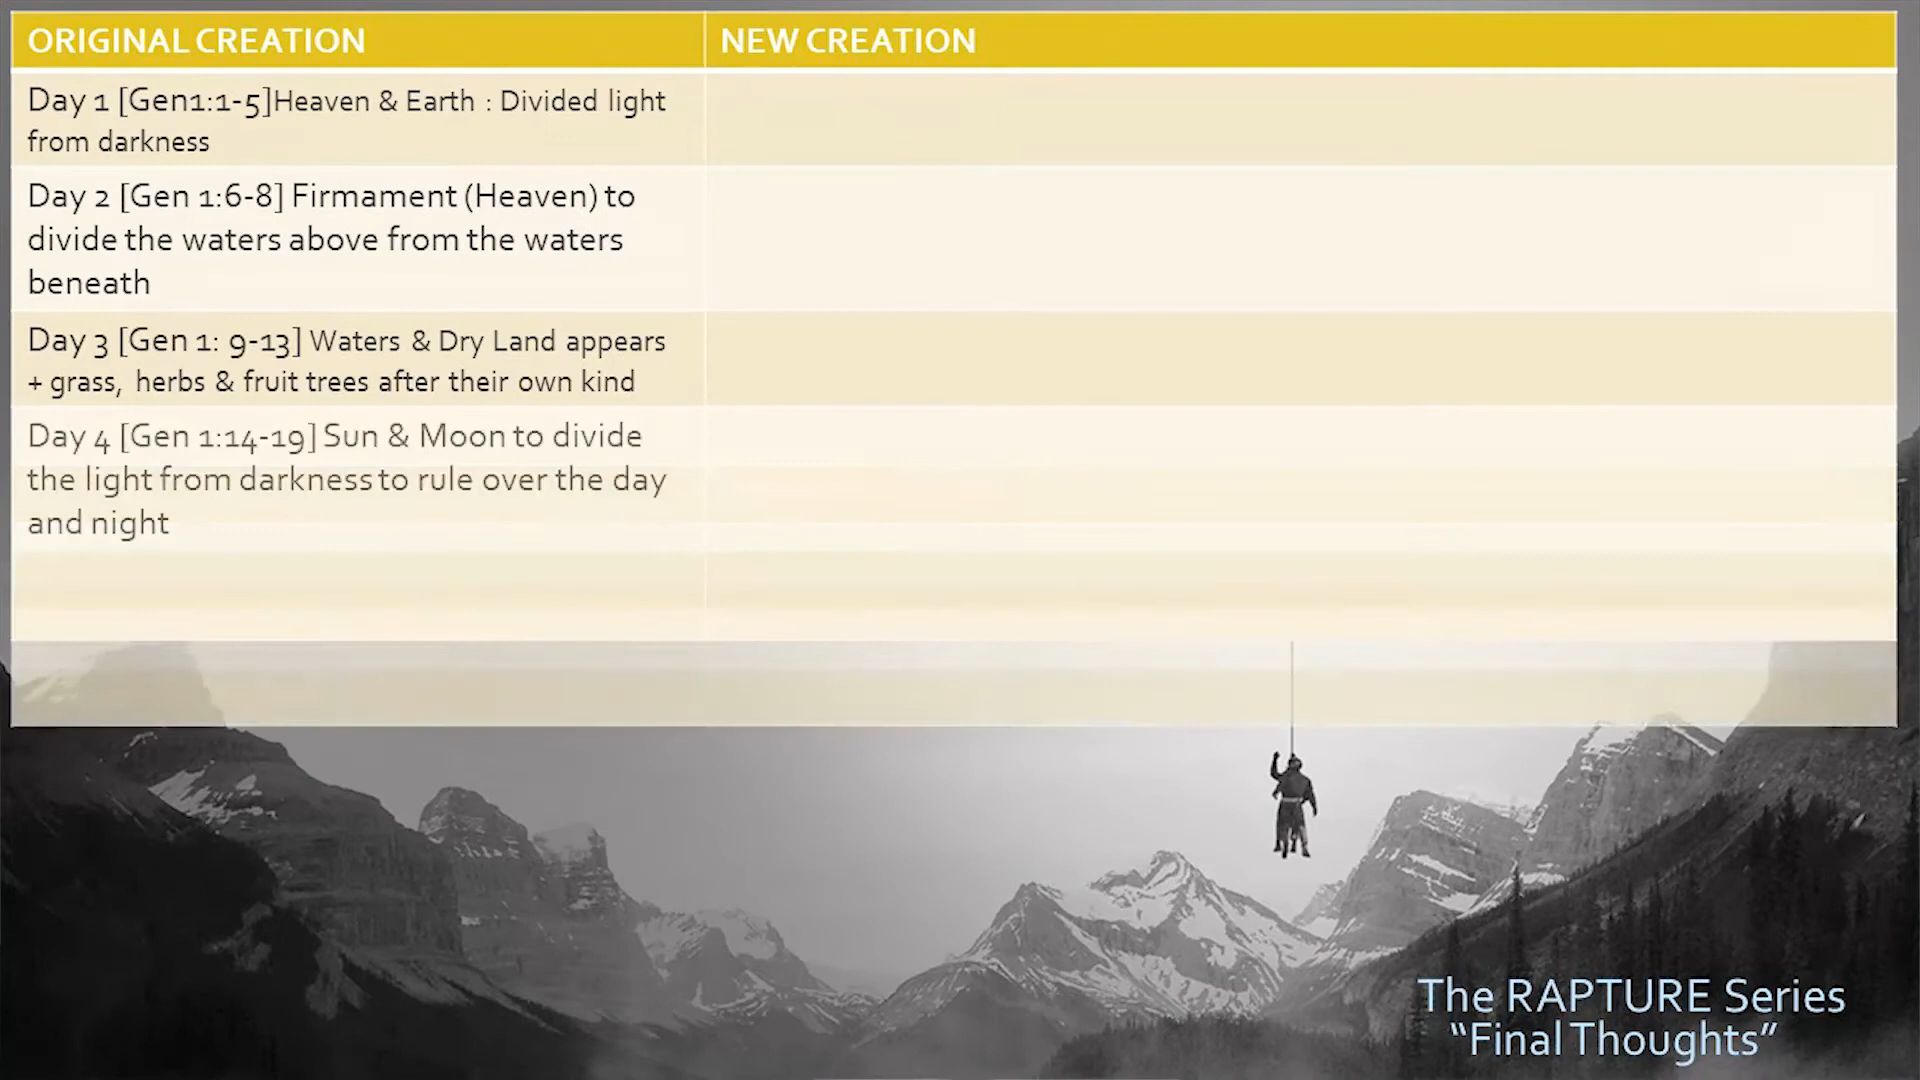 ORIGINAL CREATION
NEW CREATION
Day 1 [Gen1:1-5]Heaven & Earth : Divided light
from darkness
Day 2 [Gen 1:6-8] Firmament (Heaven) to
divide the waters above from the waters
beneath
Day 3 [Gen 1: 9-13] Waters & Dry Land appears
+ grass, herbs & fruit trees after their own kind
Day 4 [Gen 1:14-19] Sun & Moon to divide
the light from darkness to rule over the day
and night
The RAPTURE Series
“Final Thoughts”